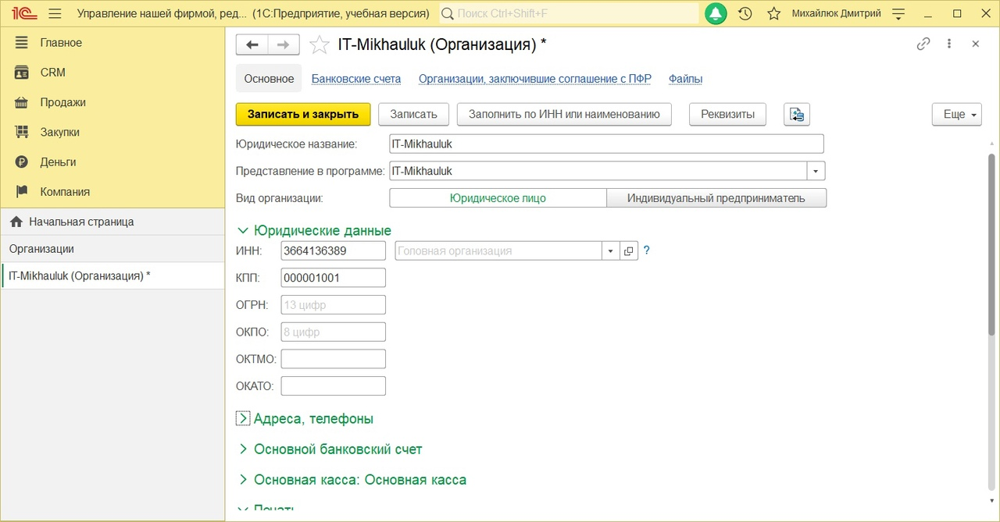 1С Управление нашей фирмой, ред... (1С:Предприятие, учебная версия) Поиск Ctrl+Shift+F Михайлюк Дмитрий
Главное
CRM
Продажи
Закупки
Деньги
Компания
Начальная страница
Организации
IT-Mikhauluk (Организация) *
IT-Mikhauluk (Организация) *
Основное Банковские счета Организации, заключившие соглашение с ПФР Файлы
Записать и закрыть Записать Заполнить по ИНН или наименованию Реквизиты Еще
Юридическое название: IT-Mikhauluk
Представление в программе: IT-Mikhauluk
Вид организации: Юридическое лицо Индивидуальный предприниматель
Юридические данные
ИНН: 3664136389 Головная организация ?
КПП: 000001001
ОГРН: 13 цифр
ОКПО: 8 цифр
ОКТМО:
ОКАТО:
Адреса, телефоны
Основной банковский счет
Основная касса: Основная касса
Печать